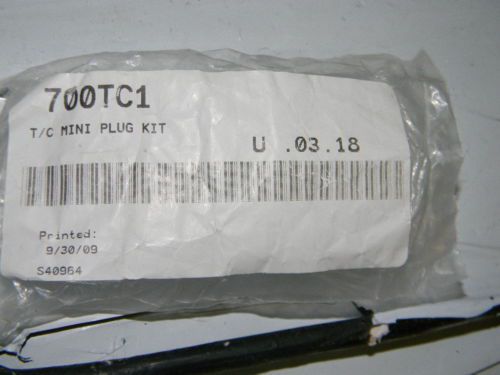 700TC1
T/C MINI PLUG KIT
U .03.18
Printed:
9/30/09
S40964